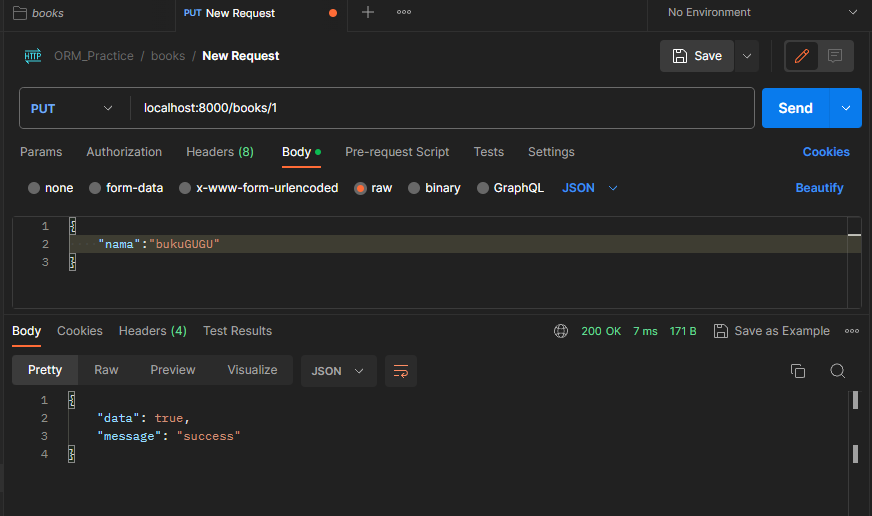 books PUT New Request No Environment
HTTP ORM_Practice / books / New Request Save
PUT localhost:8000/books/1 Send
Params Authorization Headers (8) Body Pre-request Script Tests Settings Cookies
none form-data x-www-form-urlencoded raw binary GraphQL JSON Beautify
1 {
2 "nama":"bukuGUGU"
3 }
Body Cookies Headers (4) Test Results 200 OK 7 ms 171 B Save as Example
Pretty Raw Preview Visualize JSON
1 {
2 "data": true,
3 "message": "success"
4 }